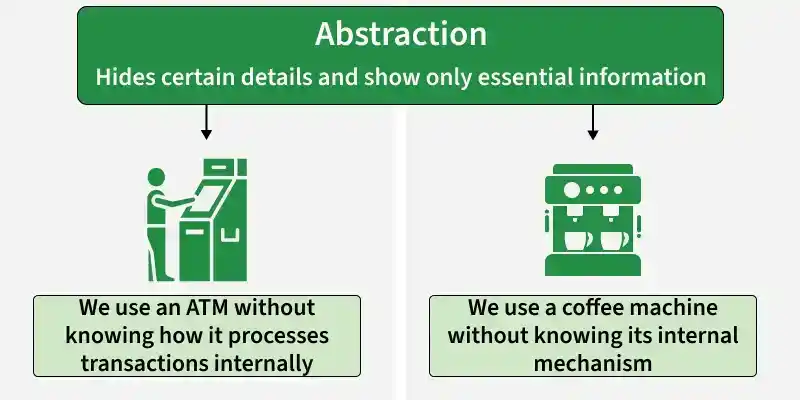 Abstraction
Hides certain details and show only essential information
We use an ATM without
knowing how it processes
transactions internally
We use a coffee machine
without knowing its internal
mechanism